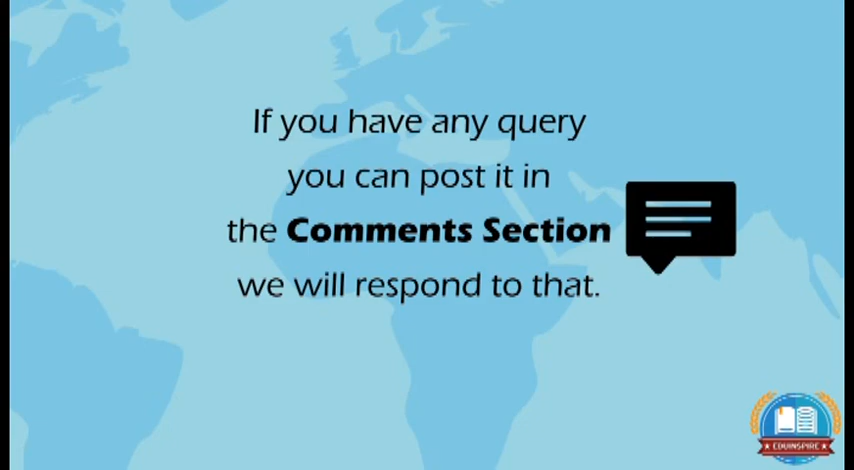 If you have any query
you can post it in
the Comments Section
we will respond to that.
EDUINSPIRE